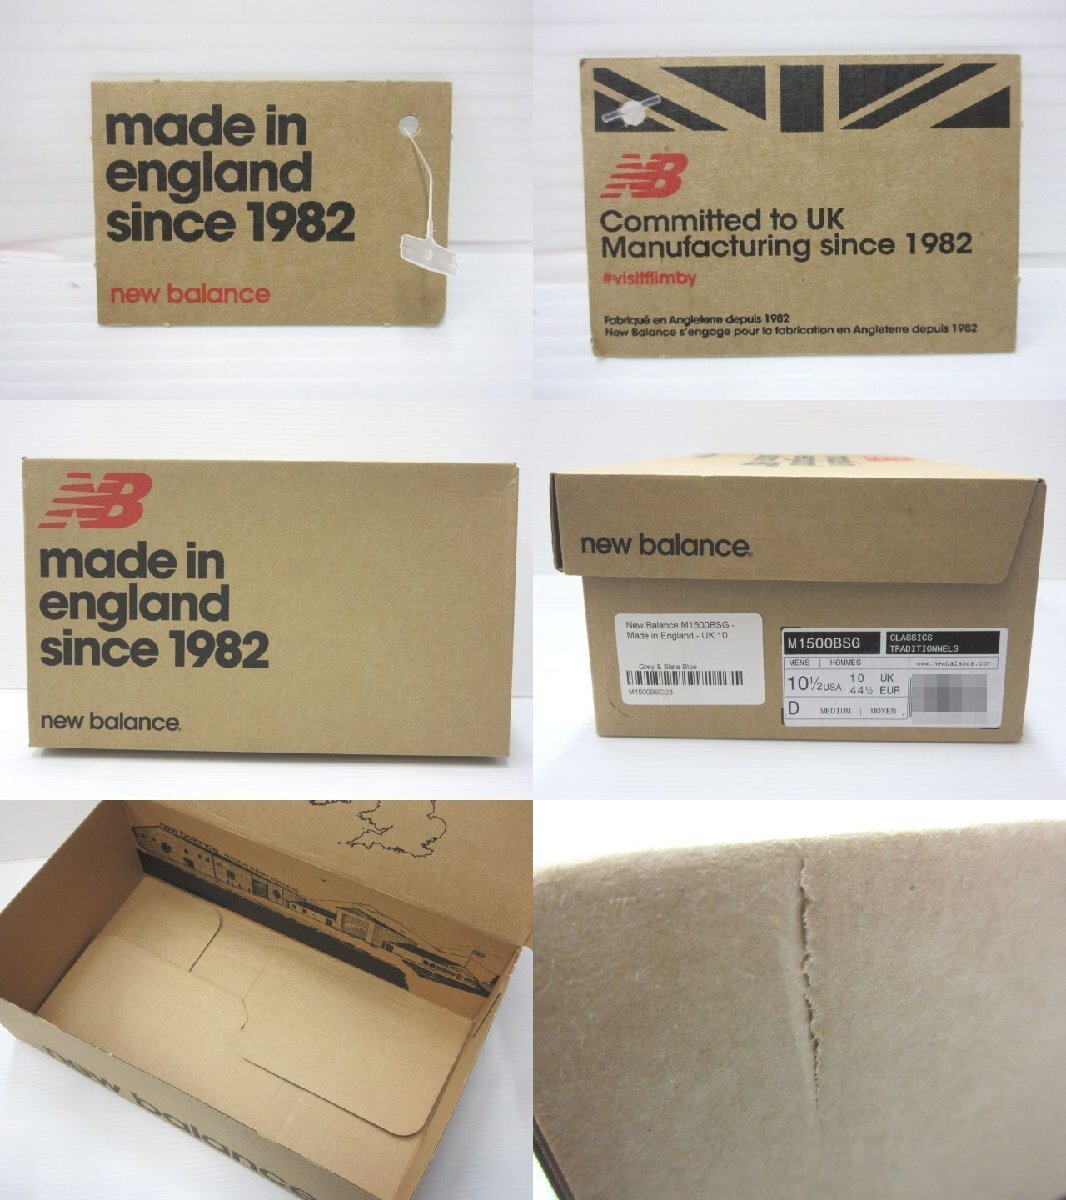 made in
england
since 1982
new balance
NB
Committed to UK
Manufacturing since 1982
#visitflimby
Fabriqué en Angleterre depuis 1982
New Balance s'engage pour la fabrication en Angleterre depuis 1982
NB
made in
england
since 1982
new balance
new balance
New Balance M1500BSG -
Made in England - UK 10
Grey & Slate Blue
M1500BSG23
M1500BSG
CLASSICS
TRADITIONNELS
MENS | HOMMES
www.newbalance.com
10½ USA
10 UK
44½ EUR
D
MEDIUM | MOYEN
new balance
new balance